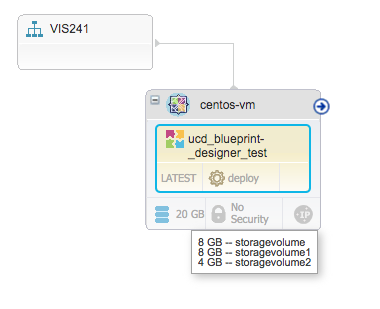 VIS241
centos-vm
ucd_blueprint-
_designer_test
LATEST
deploy
20 GB
No
Security
IP
8 GB -- storagevolume
8 GB -- storagevolume1
4 GB -- storagevolume2